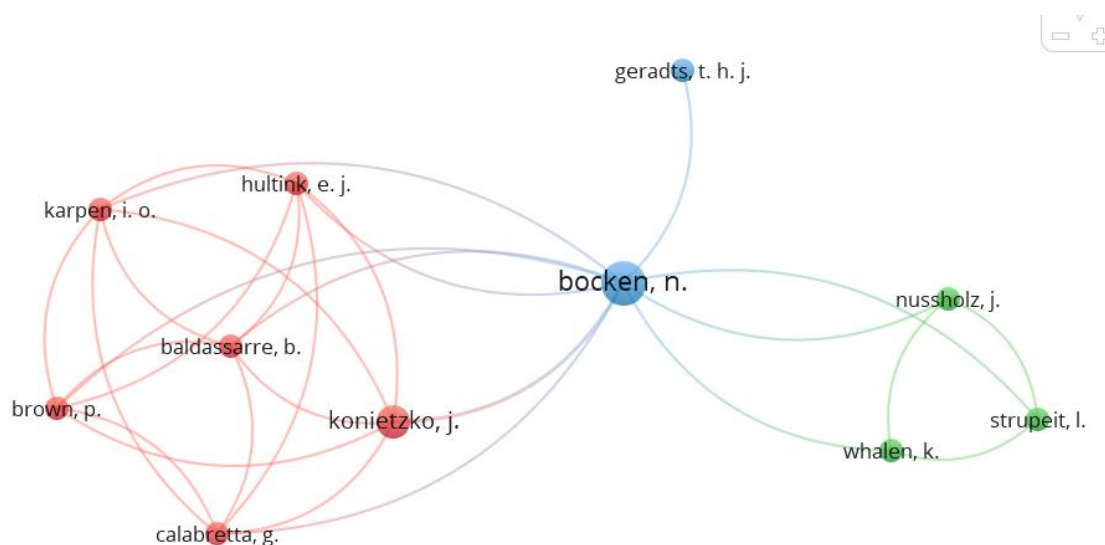 geradts, t. h. j.
hultink, e. j.
karpen, i. o.
bocken, n.
nussholz, j.
baldassarre, b.
brown, p.
konietzko, j.
strupeit, l.
whalen, k.
calabretta, g.